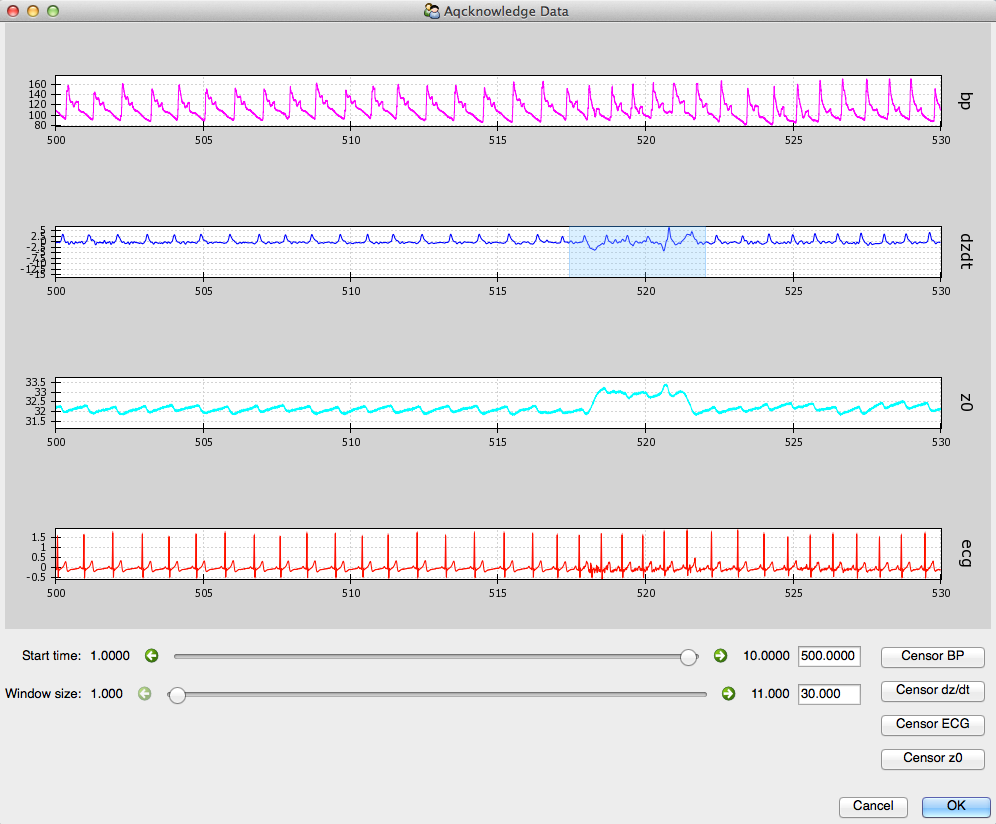 Aqcknowledge Data
160
140
120
100
80
bp
500 505 510 515 520 525 530
5
2.5
0
-2.5
-5
-7.5
-10
-12.5
-15
dzdt
500 505 510 515 520 525 530
33.5
33
32.5
32
31.5
z0
500 505 510 515 520 525 530
1.5
1
0.5
0
-0.5
ecg
500 505 510 515 520 525 530
Start time: 1.0000 10.0000 500.0000 Censor BP
Window size: 1.000 11.000 30.000 Censor dz/dt
Censor ECG
Censor z0
Cancel OK